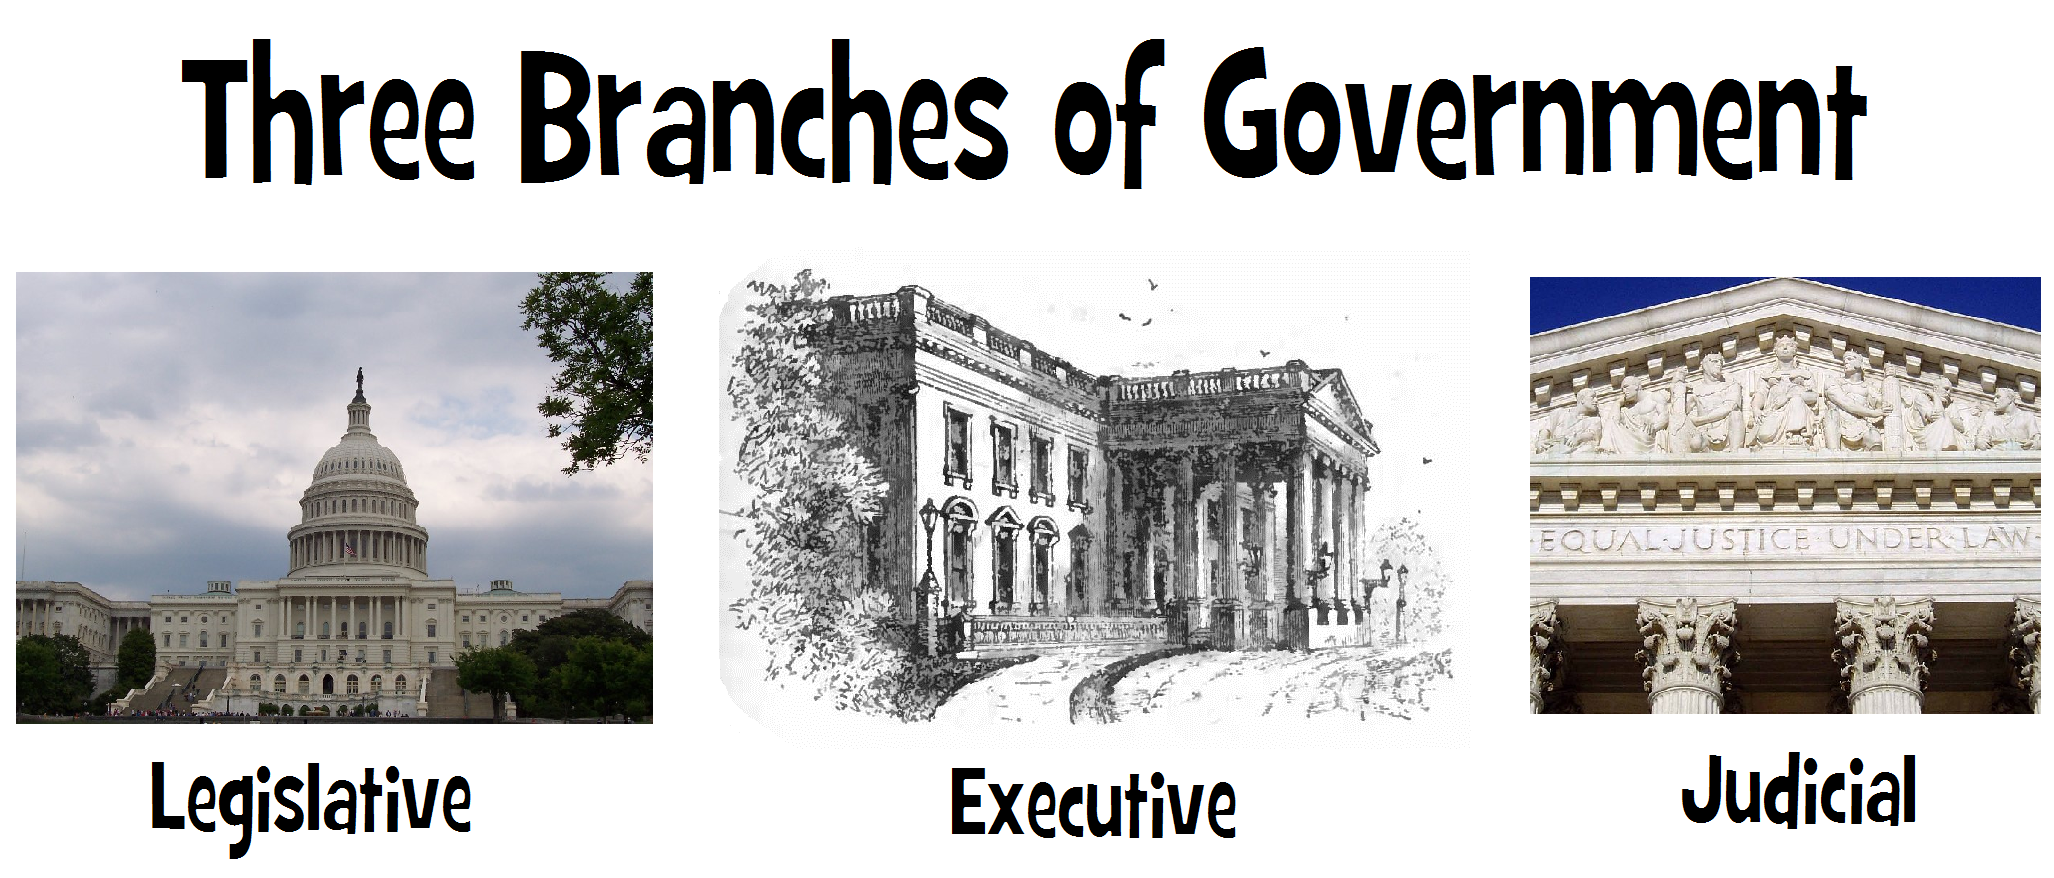 Three Branches of Government
EQUAL·JUSTICE·UNDER·LAW·
Legislative
Executive
Judicial